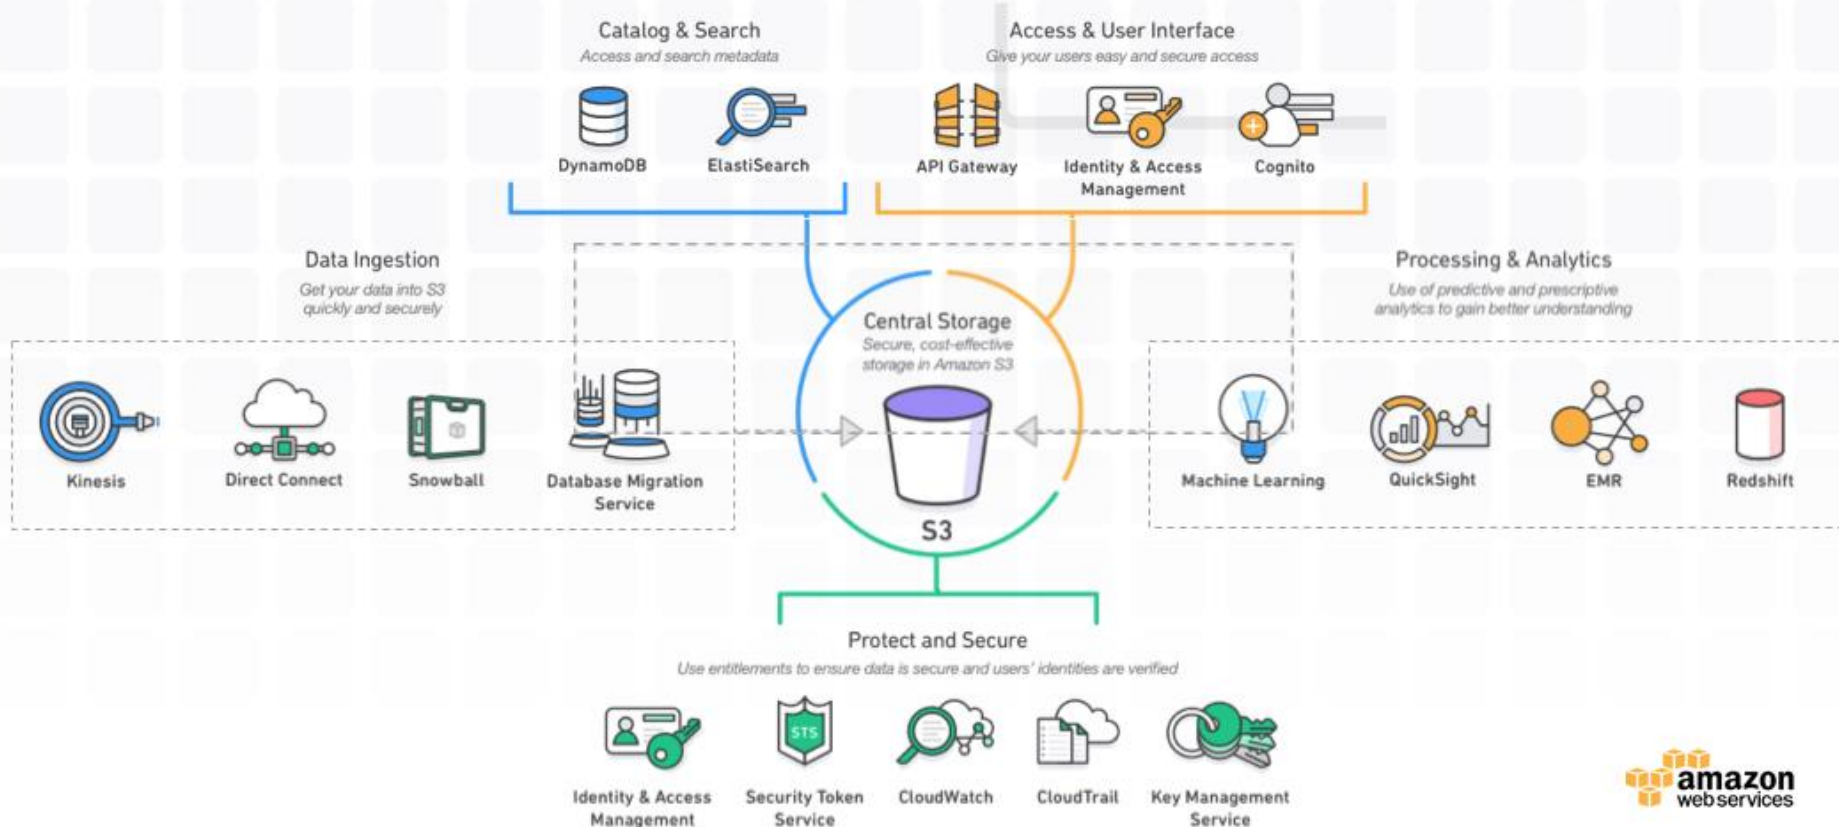 Catalog & Search
Access and search metadata
DynamoDB
ElastiSearch
Access & User Interface
Give your users easy and secure access
API Gateway
Identity & Access
Management
Cognito
Data Ingestion
Get your data into S3
quickly and securely
Kinesis
Direct Connect
Snowball
Database Migration
Service
Central Storage
Secure, cost-effective
storage in Amazon S3
S3
Processing & Analytics
Use of predictive and prescriptive
analytics to gain better understanding
Machine Learning
QuickSight
EMR
Redshift
Protect and Secure
Use entitlements to ensure data is secure and users' identities are verified
Identity & Access
Management
STS
Security Token
Service
CloudWatch
CloudTrail
Key Management
Service
amazon
web services